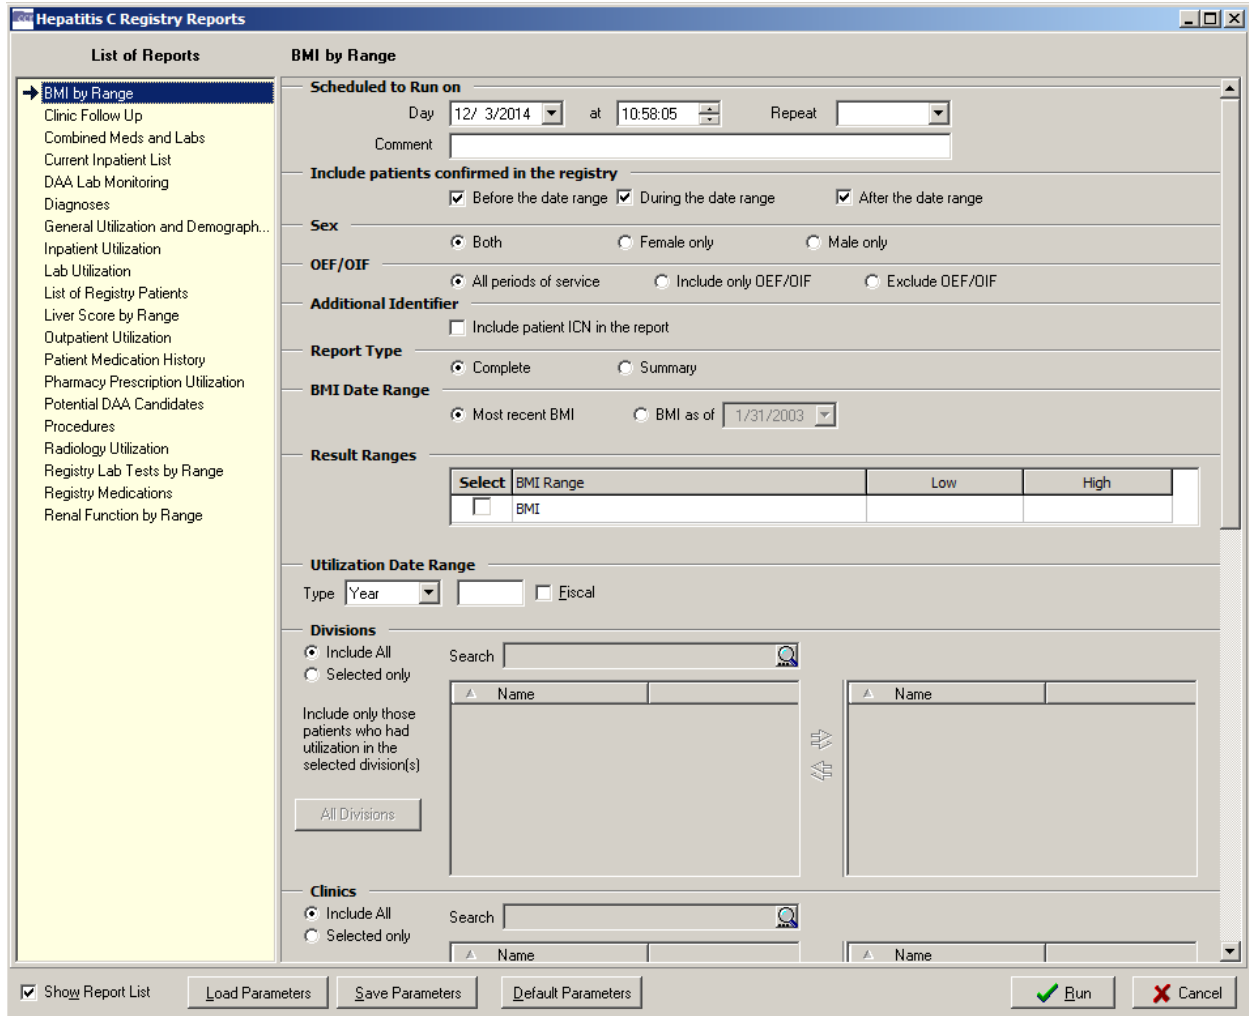 Hepatitis C Registry Reports
List of Reports
BMI by Range
BMI by Range
Clinic Follow Up
Combined Meds and Labs
Current Inpatient List
DAA Lab Monitoring
Diagnoses
General Utilization and Demograph...
Inpatient Utilization
Lab Utilization
List of Registry Patients
Liver Score by Range
Outpatient Utilization
Patient Medication History
Pharmacy Prescription Utilization
Potential DAA Candidates
Procedures
Radiology Utilization
Registry Lab Tests by Range
Registry Medications
Renal Function by Range
Scheduled to Run on
Day 12/ 3/2014 at 10:58:05 Repeat
Comment
Include patients confirmed in the registry
Before the date range During the date range After the date range
Sex
Both Female only Male only
OEF/OIF
All periods of service Include only OEF/OIF Exclude OEF/OIF
Additional Identifier
Include patient ICN in the report
Report Type
Complete Summary
BMI Date Range
Most recent BMI BMI as of 1/31/2003
Result Ranges
Select BMI Range Low High
BMI
Utilization Date Range
Type Year Fiscal
Divisions
Include All
Search
Selected only
Name Name
Include only those
patients who had
utilization in the
selected division(s)
All Divisions
Clinics
Include All
Search
Selected only
Name Name
Show Report List Load Parameters Save Parameters Default Parameters Run Cancel